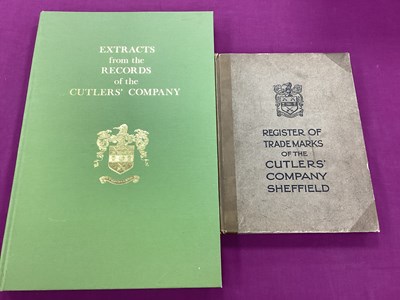 EXTRACTS
from the
RECORDS
of the
CUTLERS' COMPANY
REGISTER OF
TRADE MARKS
OF THE
CUTLERS'
COMPANY
SHEFFIELD